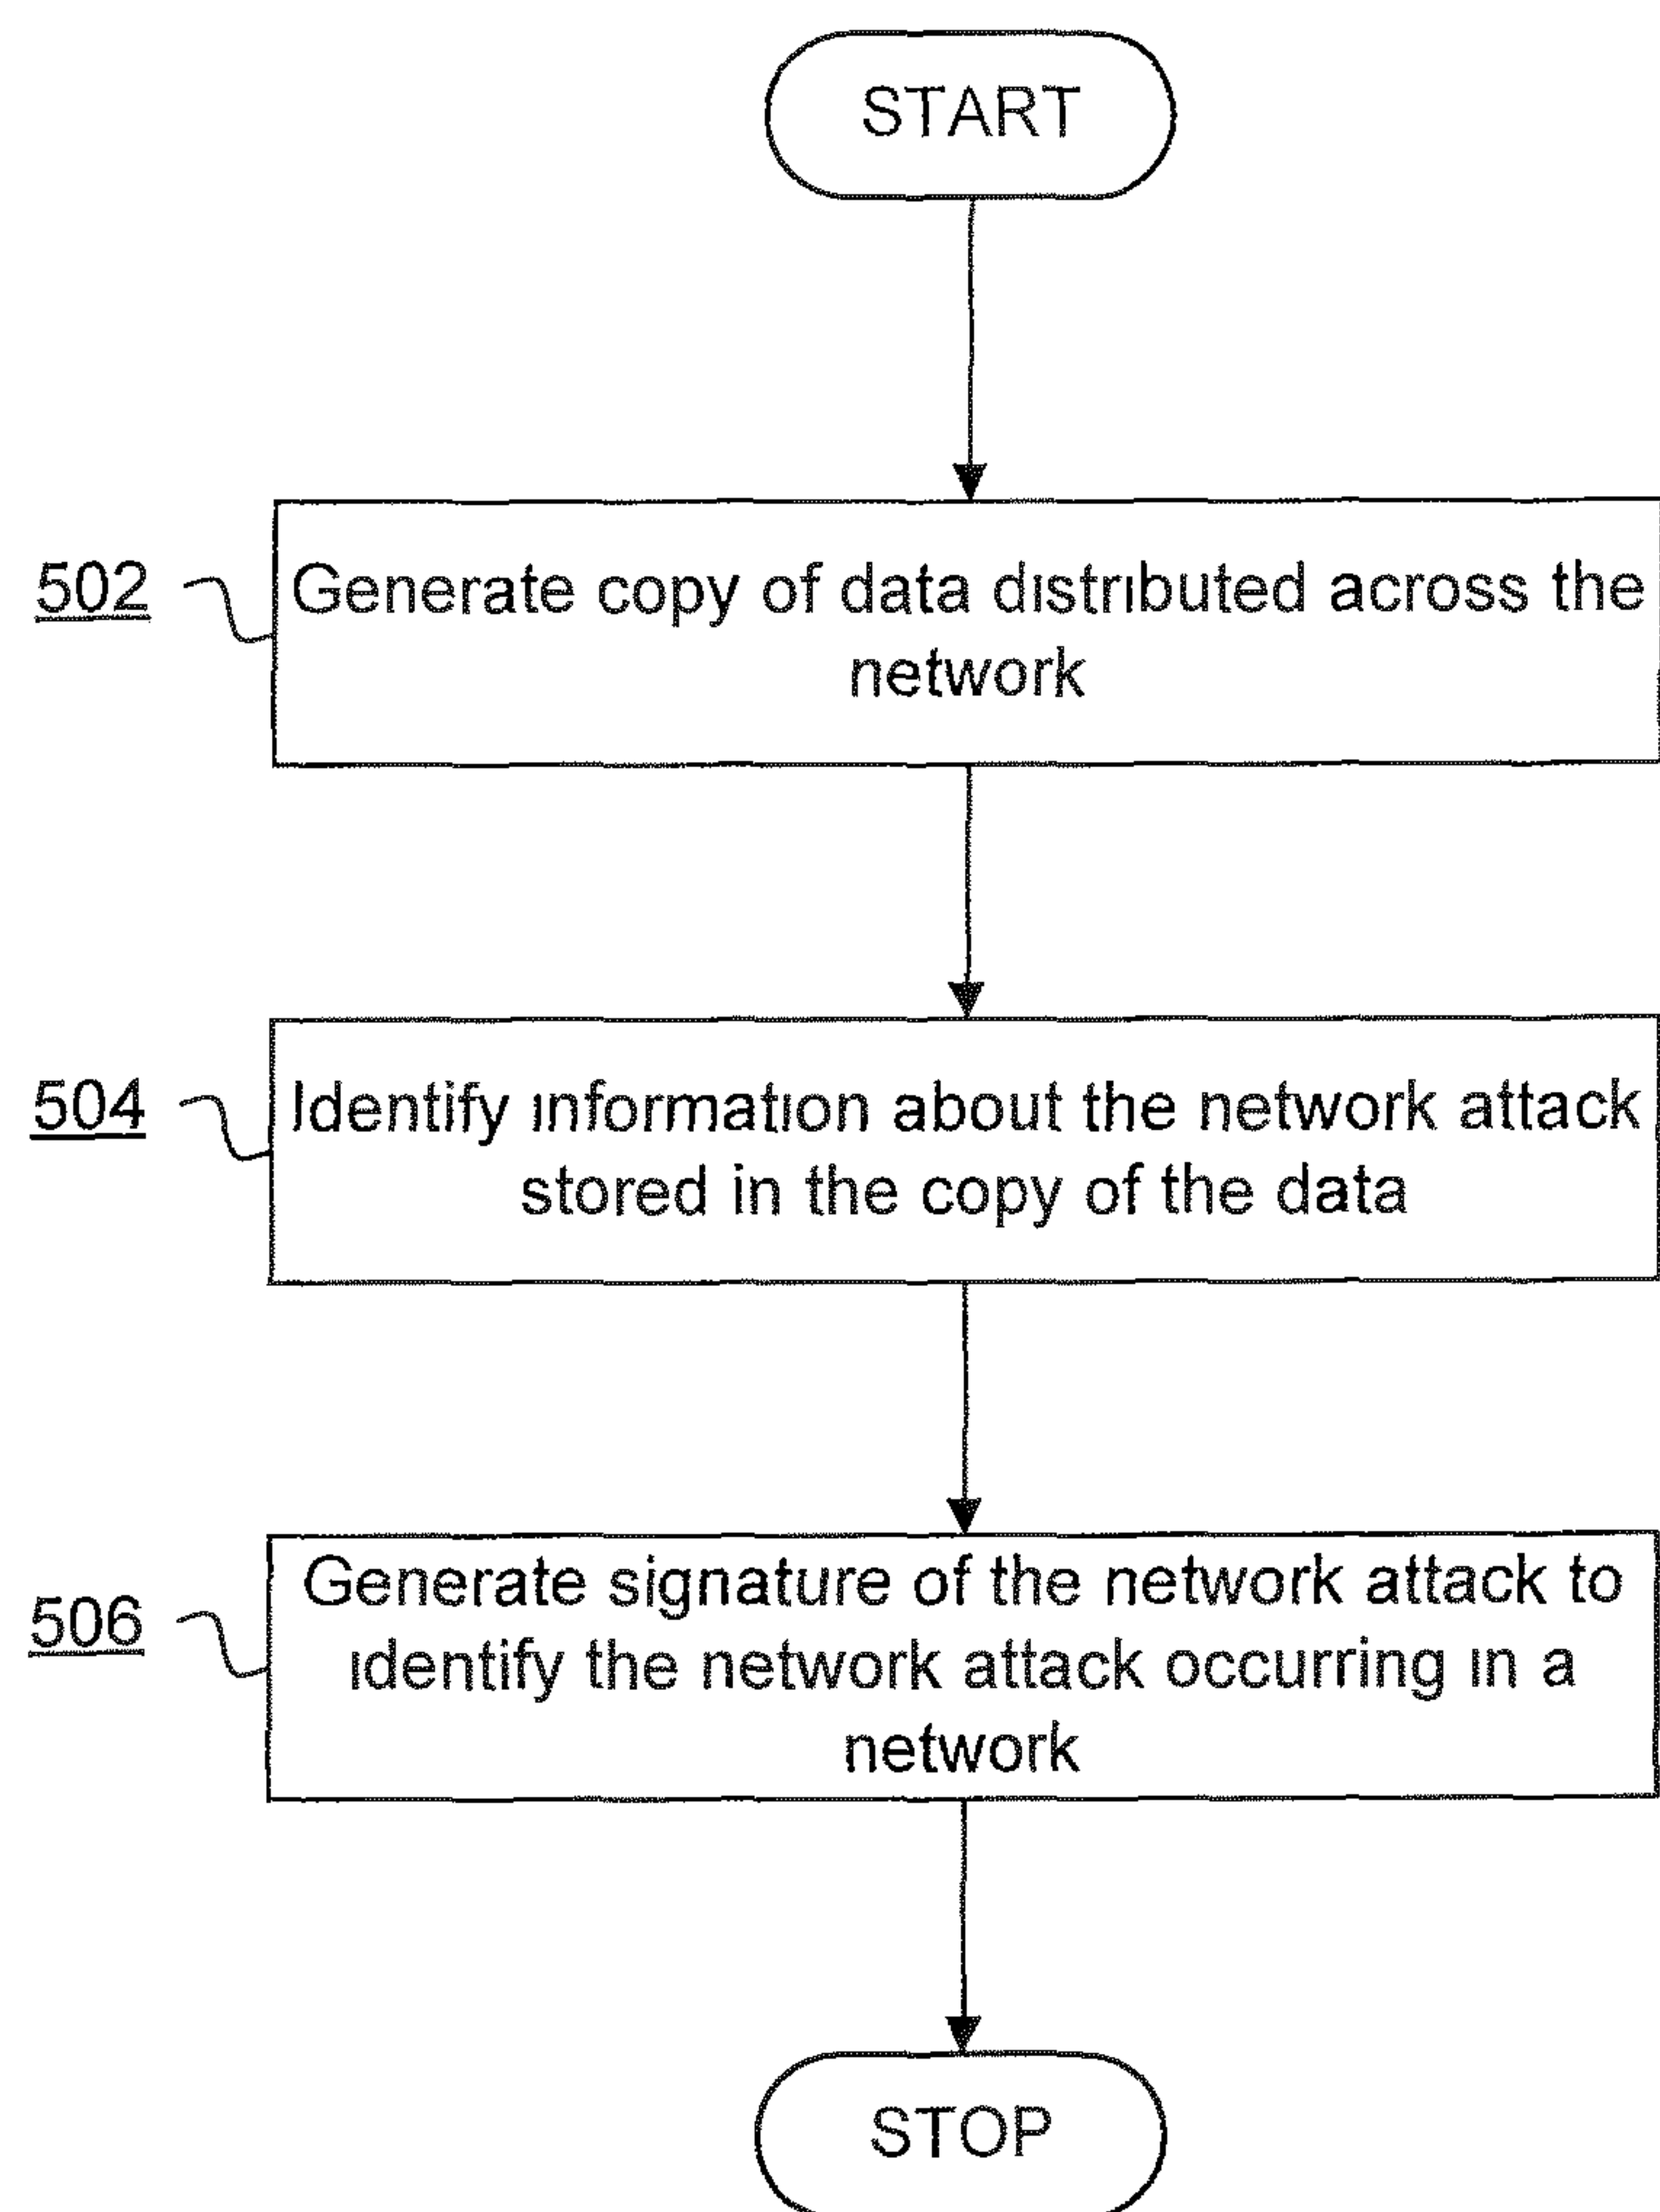 START
502
Generate copy of data distributed across the
network
504
Identify information about the network attack
stored in the copy of the data
506
Generate signature of the network attack to
identify the network attack occurring in a
network
STOP